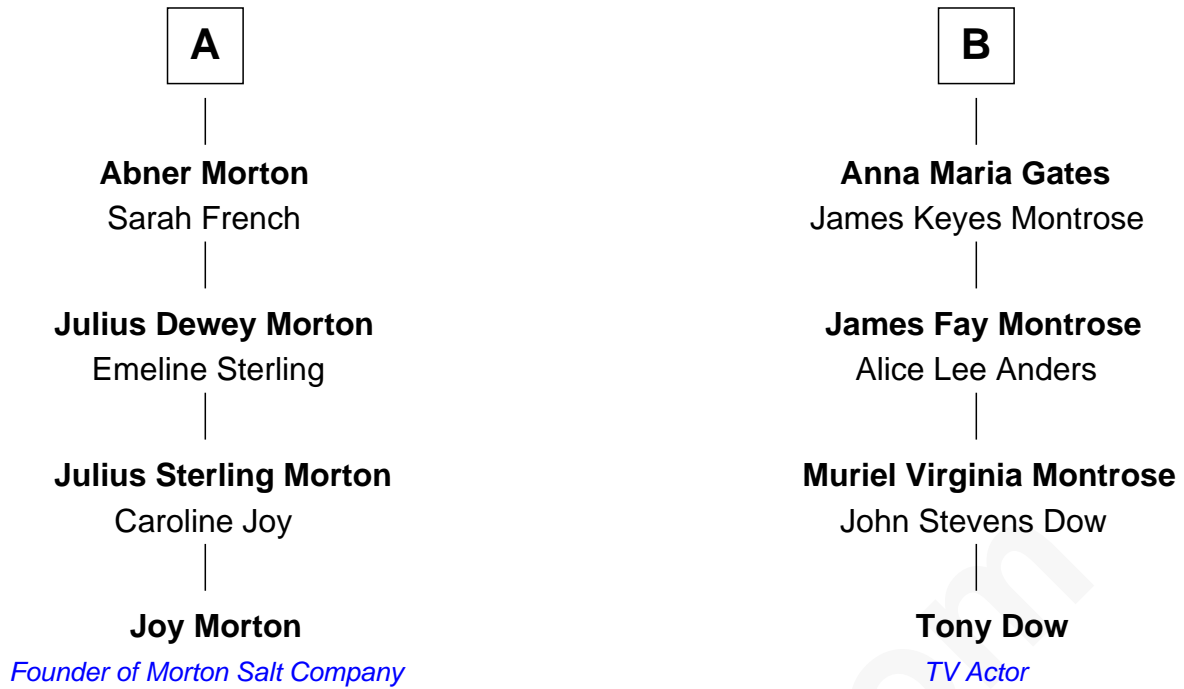 A
B
Abner Morton
Sarah French
Anna Maria Gates
James Keyes Montrose
Julius Dewey Morton
Emeline Sterling
James Fay Montrose
Alice Lee Anders
Julius Sterling Morton
Caroline Joy
Muriel Virginia Montrose
John Stevens Dow
Joy Morton
Founder of Morton Salt Company
Tony Dow
TV Actor
om